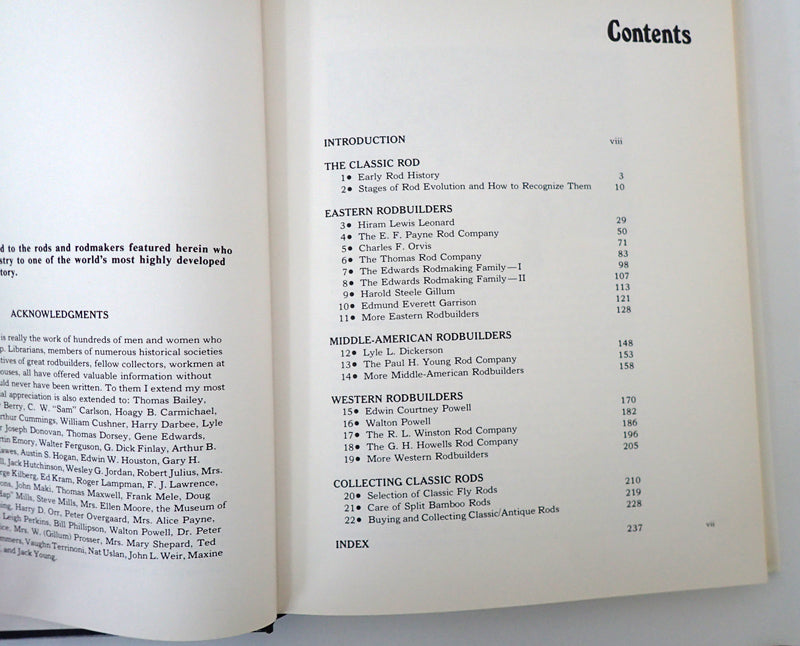 d to the rods and rodmakers featured herein who
stry to one of the world's most highly developed
tory.
ACKNOWLEDGMENTS
is really the work of hundreds of men and women who
p. Librarians, members of numerous historical societies
tives of great rodbuilders, fellow collectors, workmen at
ouses, all have offered valuable information without
uld never have been written. To them I extend my most
al appreciation is also extended to: Thomas Bailey,
Berry, C. W. "Sam" Carlson, Hoagy B. Carmichael,
rthur Cummings, William Cushner, Harry Darbee, Lyle
Joseph Donovan, Thomas Dorsey, Gene Edwards,
rtin Emory, Walter Ferguson, G. Dick Finlay, Arthur B.
awes, Austin S. Hogan, Edwin W. Houston, Gary H.
ll, Jack Hutchinson, Wesley G. Jordan, Robert Julius, Mrs.
rge Kilberg, Ed Kram, Roger Lampman, F. J. Lawrence,
ons, John Maki, Thomas Maxwell, Frank Mele, Doug
ap" Mills, Steve Mills, Mrs. Ellen Moore, the Museum of
ing, Harry D. Orr, Peter Overgaard, Mrs. Alice Payne,
Leigh Perkins, Bill Phillipson, Walton Powell, Dr. Peter
ice, Mrs. W. (Gillum) Prosser, Mrs. Mary Shepard, Ted
mmers, Vaughn Terrinoni, Nat Uslan, John L. Weir, Maxine
and Jack Young.
Contents
INTRODUCTION viii
THE CLASSIC ROD
1• Early Rod History 3
2• Stages of Rod Evolution and How to Recognize Them 10
EASTERN RODBUILDERS
3• Hiram Lewis Leonard 29
4• The E. F. Payne Rod Company 50
5• Charles F. Orvis 71
6• The Thomas Rod Company 83
7• The Edwards Rodmaking Family—I 98
8• The Edwards Rodmaking Family—II 107
9• Harold Steele Gillum 113
10• Edmund Everett Garrison 121
11• More Eastern Rodbuilders 128
MIDDLE-AMERICAN RODBUILDERS
12• Lyle L. Dickerson 148
13• The Paul H. Young Rod Company 153
14• More Middle-American Rodbuilders 158
WESTERN RODBUILDERS
15• Edwin Courtney Powell 170
16• Walton Powell 182
17• The R. L. Winston Rod Company 186
18• The G. H. Howells Rod Company 196
19• More Western Rodbuilders 205
COLLECTING CLASSIC RODS
20• Selection of Classic Fly Rods 210
21• Care of Split Bamboo Rods 219
22• Buying and Collecting Classic/Antique Rods 228
INDEX 237
vii